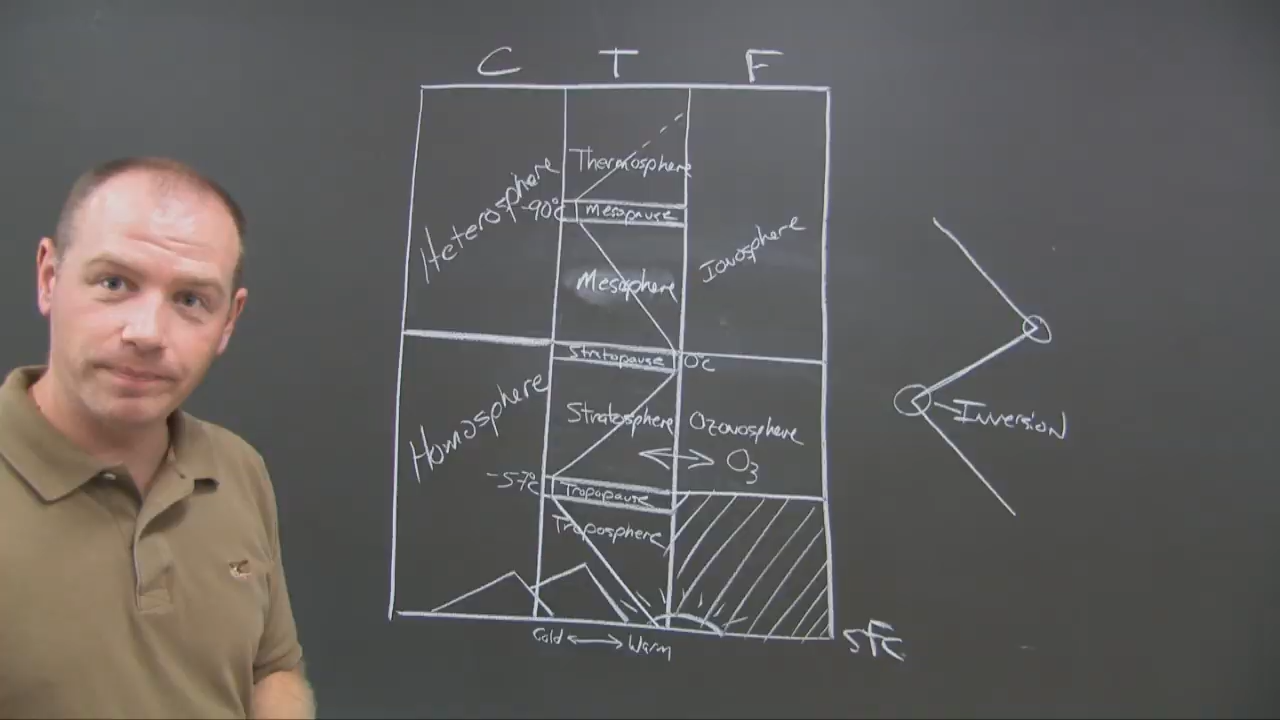 C T F
Thermosphere
Heterosphere
-90°C
Mesopause
Ionosphere
Mesosphere
Stratopause
0°C
Homosphere
Stratosphere
Ozonosphere
O3
Inversion
-57°C
Tropopause
Troposphere
Cold Warm
SFC